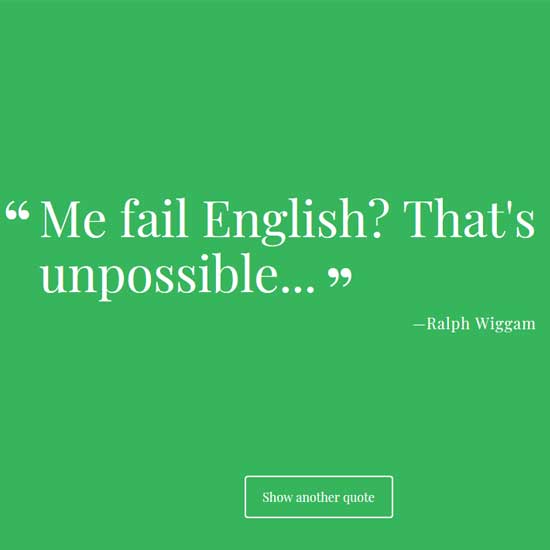 “ Me fail English? That's
unpossible... ”
—Ralph Wiggam
Show another quote